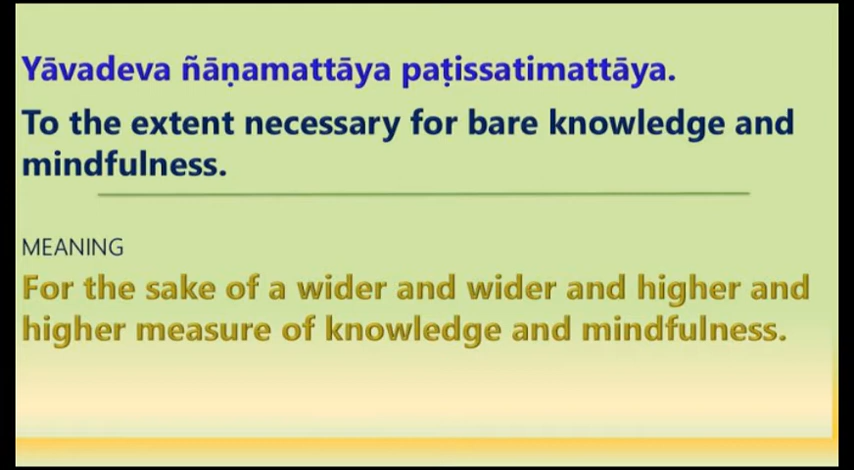 Yāvadeva ñāṇamattāya paṭissatimattāya.
To the extent necessary for bare knowledge and
mindfulness.
MEANING
For the sake of a wider and wider and higher and
higher measure of knowledge and mindfulness.